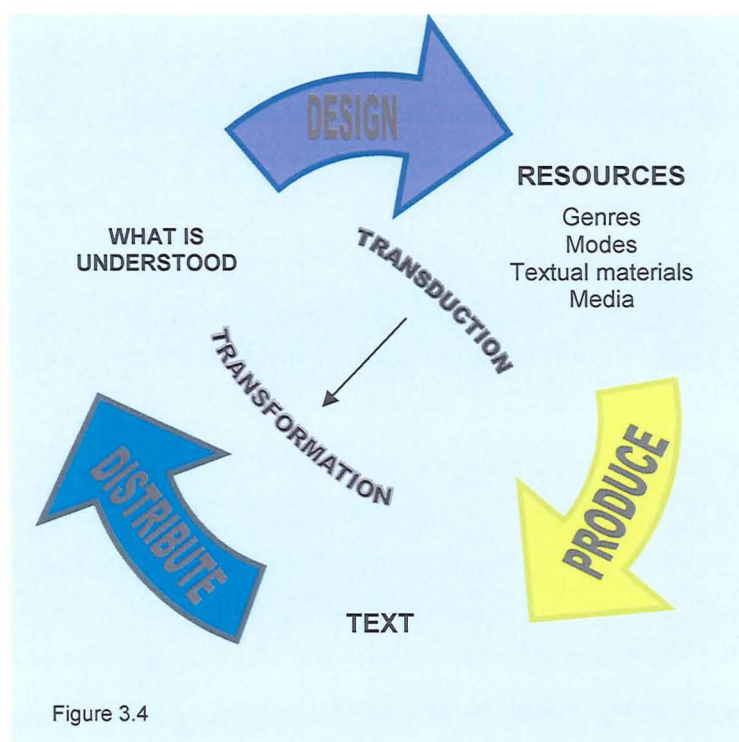 DESIGN
RESOURCES
Genres
Modes
Textual materials
Media
WHAT IS
UNDERSTOOD
TRANSDUCTION
TRANSFORMATION
PRODUCE
DISTRIBUTE
TEXT
Figure 3.4